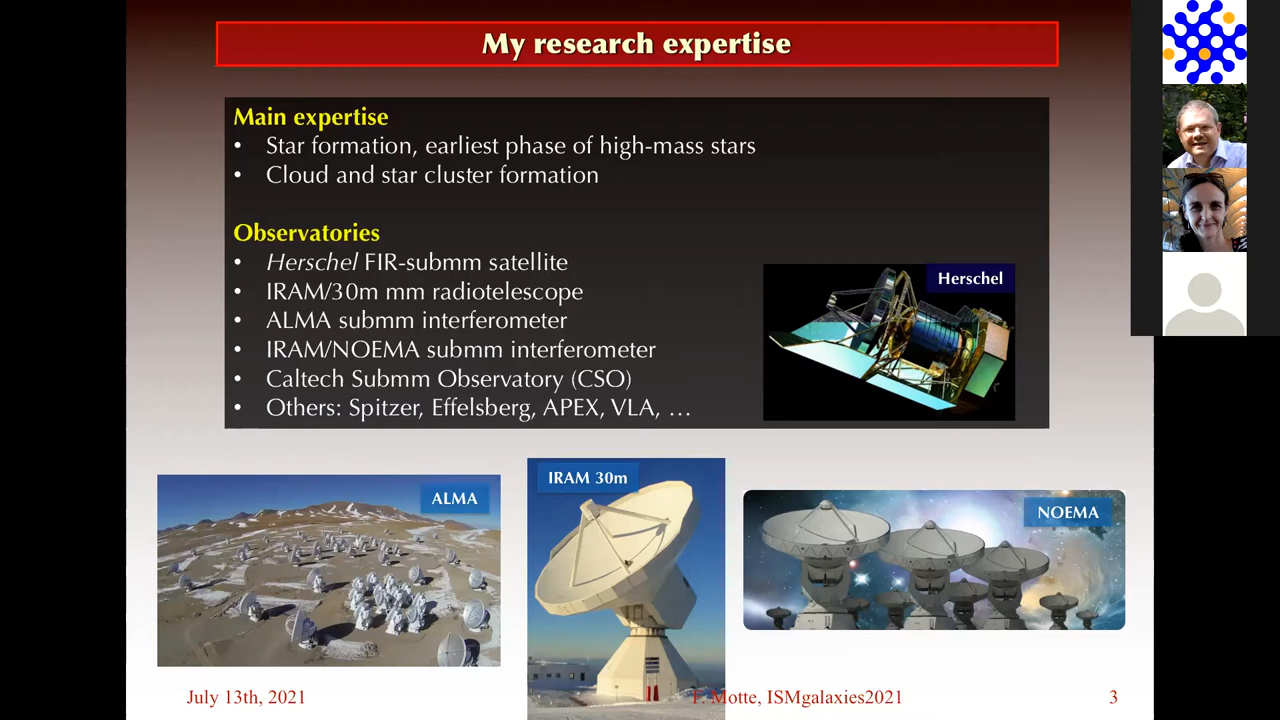 My research expertise
Main expertise
• Star formation, earliest phase of high-mass stars
• Cloud and star cluster formation
Observatories
• Herschel FIR-submm satellite
• IRAM/30m mm radiotelescope
• ALMA submm interferometer
• IRAM/NOEMA submm interferometer
• Caltech Submm Observatory (CSO)
• Others: Spitzer, Effelsberg, APEX, VLA, …
Herschel
ALMA
IRAM 30m
NOEMA
July 13th, 2021
F. Motte, ISMgalaxies2021
3